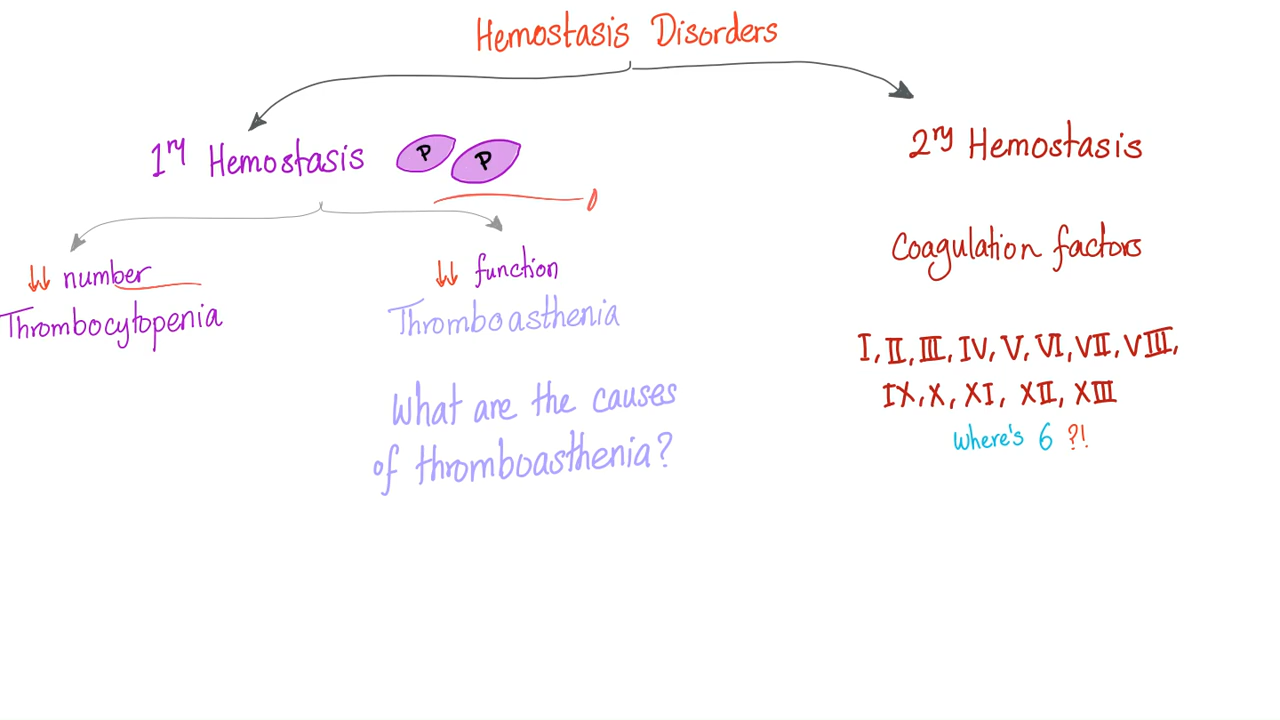 Hemostasis Disorders
1ry Hemostasis
P
P
↓↓ number
Thrombocytopenia
↓↓ function
Thromboasthenia
What are the causes
of thromboasthenia?
2ry Hemostasis
Coagulation factors
I, II, III, IV, V, VI, VII, VIII,
IX, X, XI, XII, XIII
Where's 6 ?!